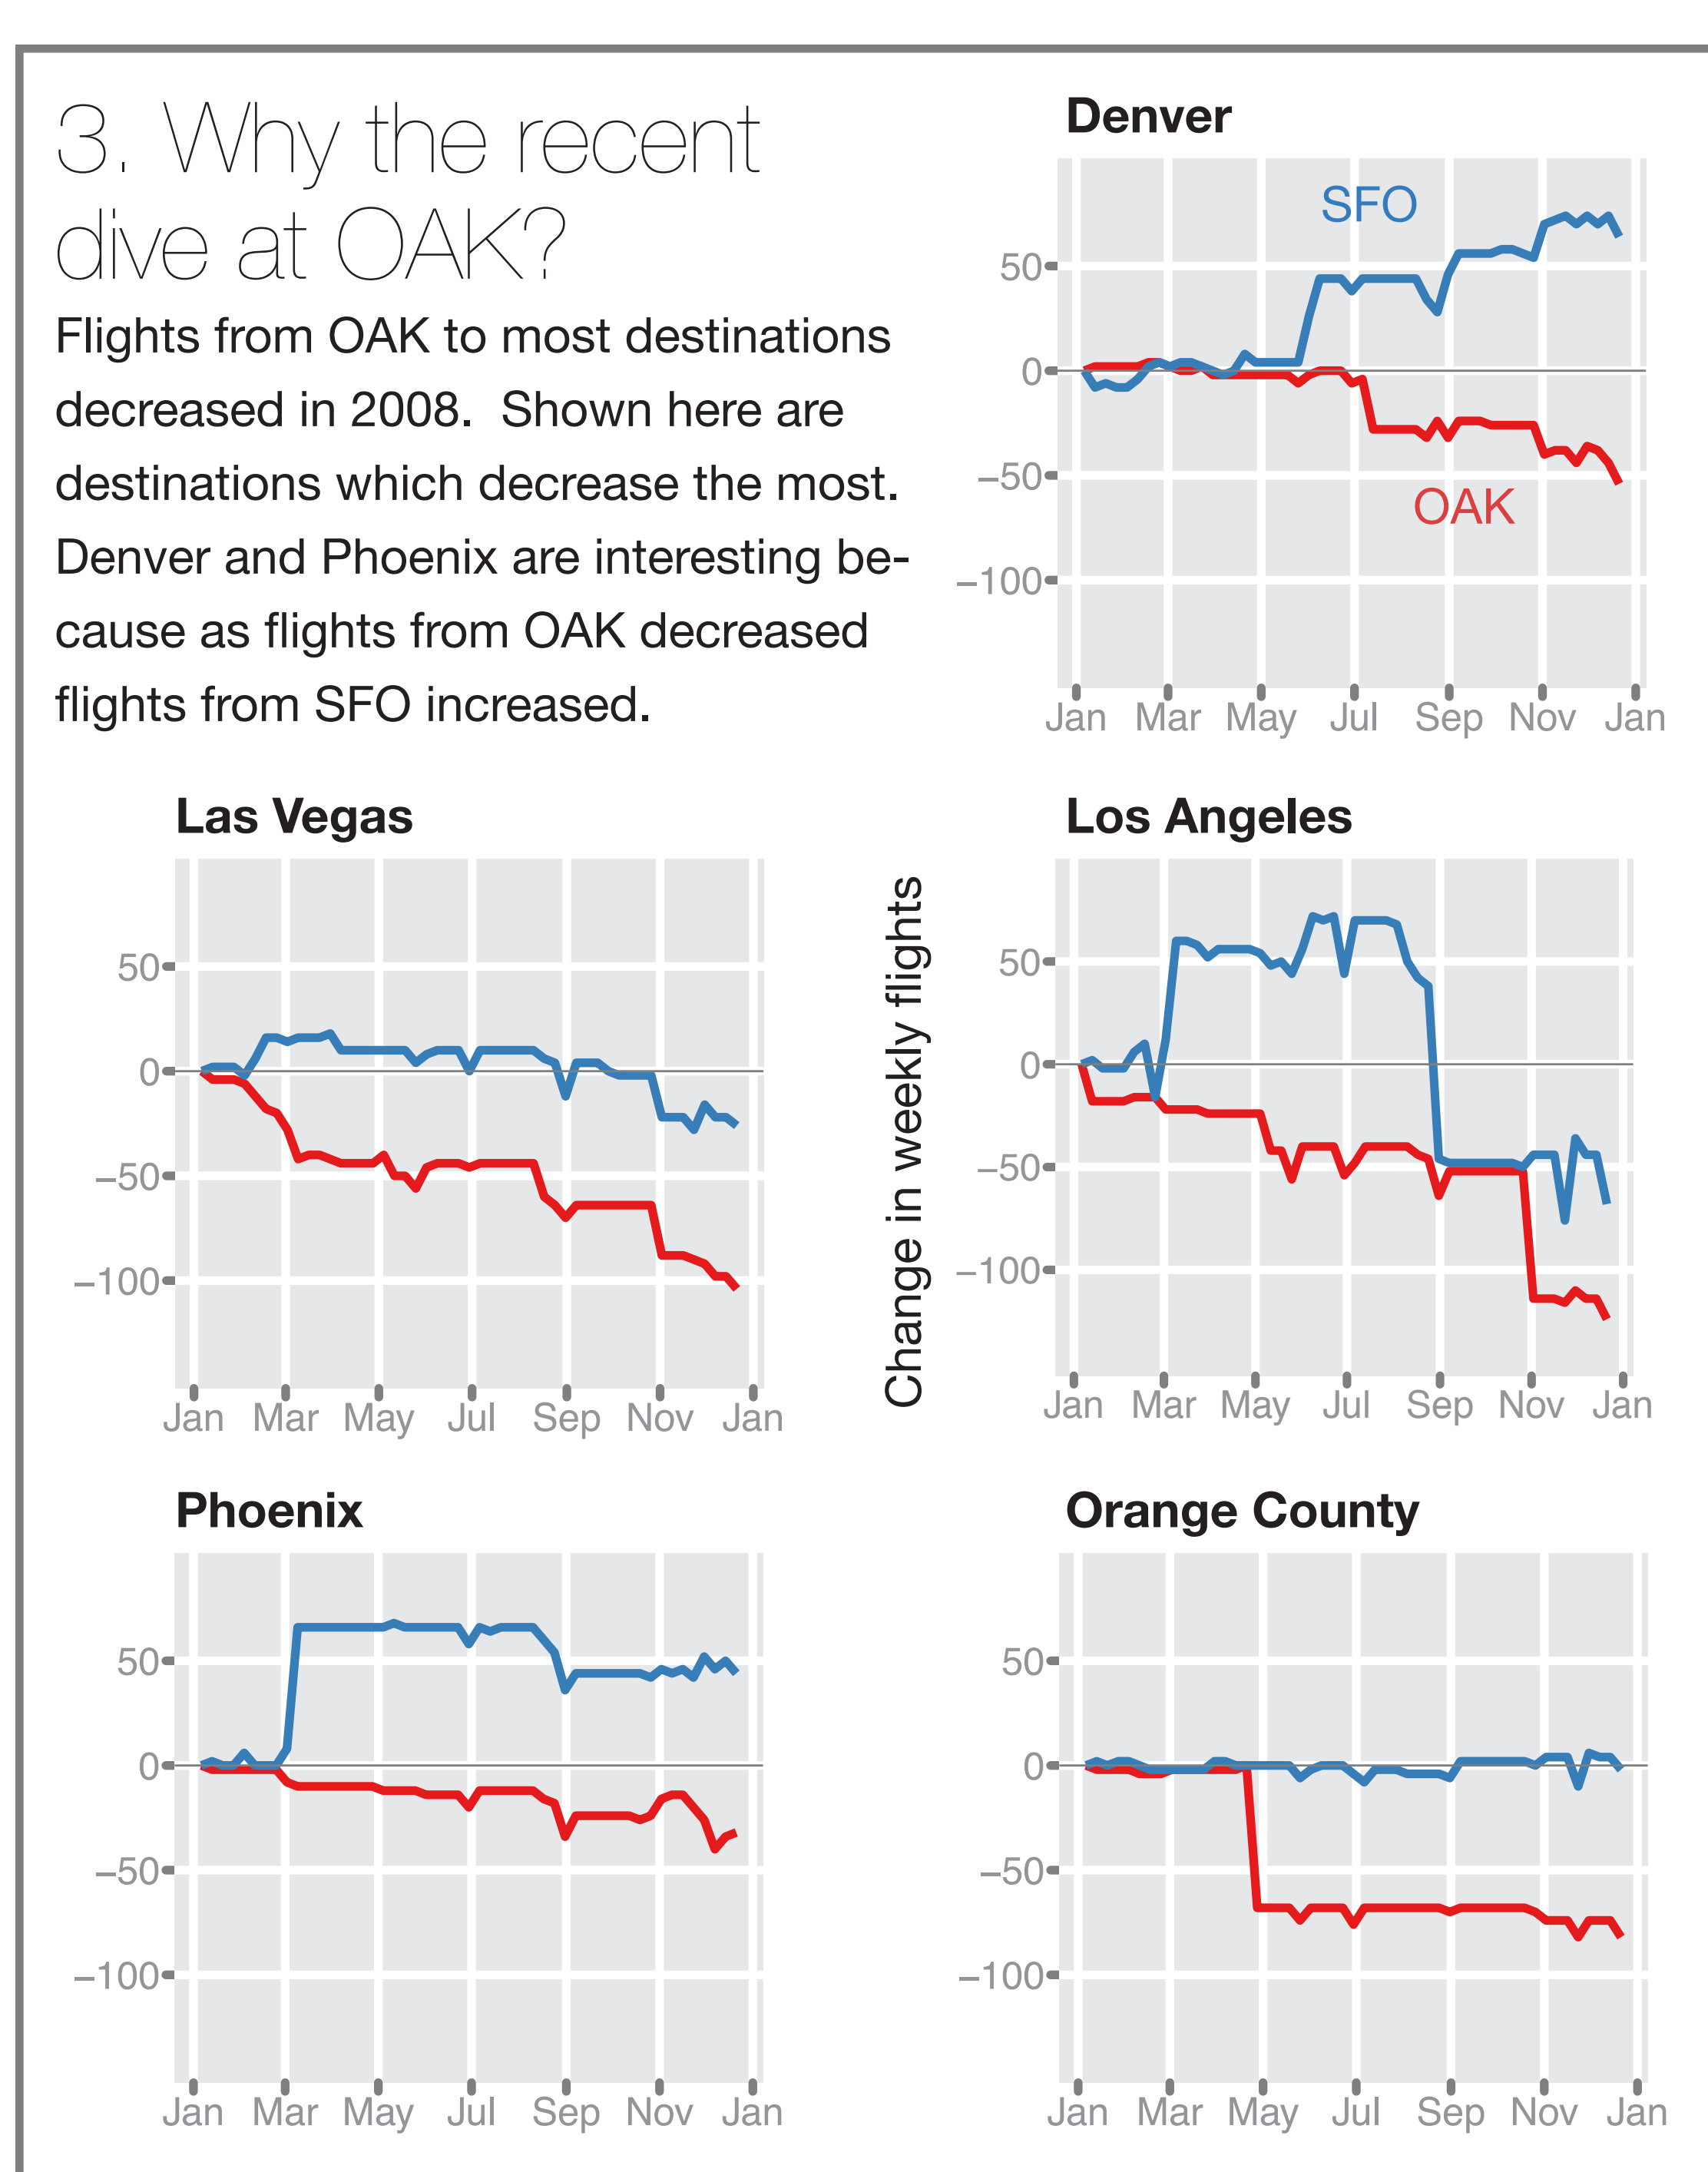 3. Why the recent
dive at OAK?
Flights from OAK to most destinations
decreased in 2008.  Shown here are
destinations which decrease the most.
Denver and Phoenix are interesting be-
cause as flights from OAK decreased
flights from SFO increased.
Denver
SFO
50
0
−50
OAK
−100
Jan Mar May Jul Sep Nov Jan
Las Vegas
50
0
−50
−100
Jan Mar May Jul Sep Nov Jan
Change in weekly flights
Los Angeles
50
0
−50
−100
Jan Mar May Jul Sep Nov Jan
Phoenix
50
0
−50
−100
Jan Mar May Jul Sep Nov Jan
Orange County
50
0
−50
−100
Jan Mar May Jul Sep Nov Jan